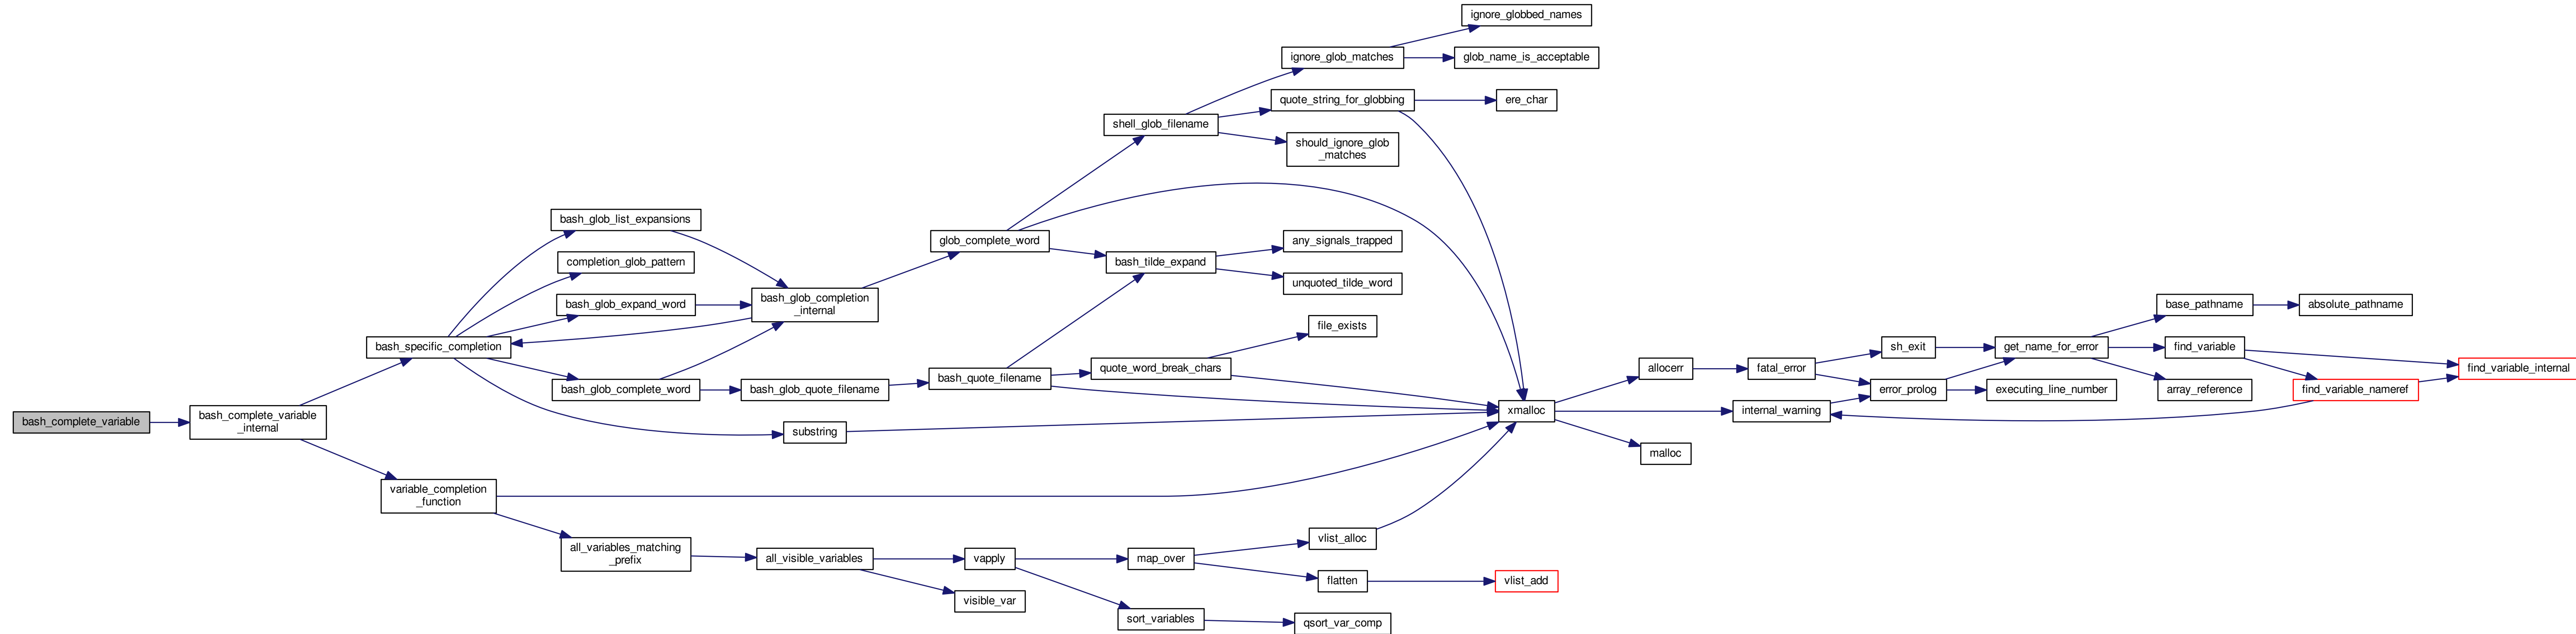 ignore_globbed_names
ignore_glob_matches
glob_name_is_acceptable
quote_string_for_globbing
ere_char
shell_glob_filename
should_ignore_glob
_matches
bash_glob_list_expansions
glob_complete_word
any_signals_trapped
completion_glob_pattern
bash_tilde_expand
unquoted_tilde_word
bash_glob_expand_word
bash_glob_completion
_internal
base_pathname
absolute_pathname
file_exists
bash_specific_completion
sh_exit
get_name_for_error
find_variable
quote_word_break_chars
allocerr
fatal_error
find_variable_internal
bash_glob_complete_word
bash_glob_quote_filename
bash_quote_filename
error_prolog
executing_line_number
array_reference
find_variable_nameref
bash_complete_variable
bash_complete_variable
_internal
substring
xmalloc
internal_warning
malloc
variable_completion
_function
vlist_alloc
all_variables_matching
_prefix
all_visible_variables
vapply
map_over
flatten
vlist_add
visible_var
sort_variables
qsort_var_comp